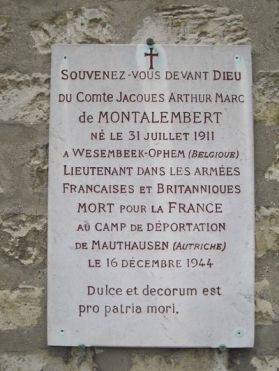 Souvenez-vous devant Dieu
du Comte Jacques Arthur Marc
de MONTALEMBERT
né le 31 juillet 1911
a Wesembeek-Ophem (Belgique)
Lieutenant dans les armées
Francaises et Britanniques
mort pour la France
au camp de déportation
de Mauthausen (Autriche)
le 16 décembre 1944
Dulce et decorum est
pro patria mori.